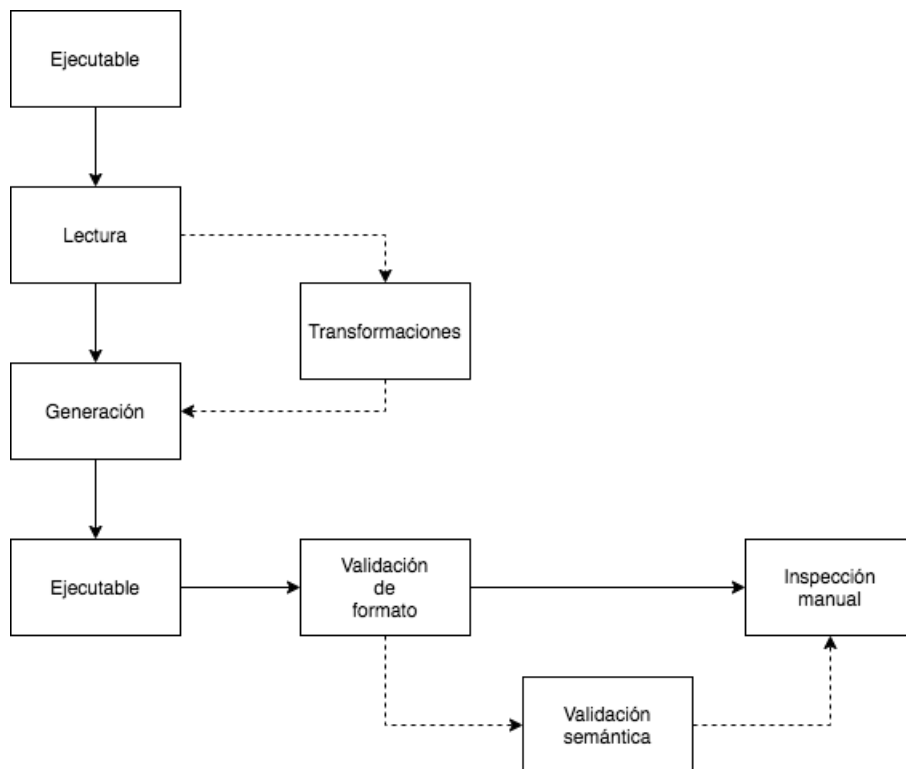 Ejecutable
Lectura
Transformaciones
Generación
Ejecutable
Validación
de
formato
Inspección
manual
Validación
semántica